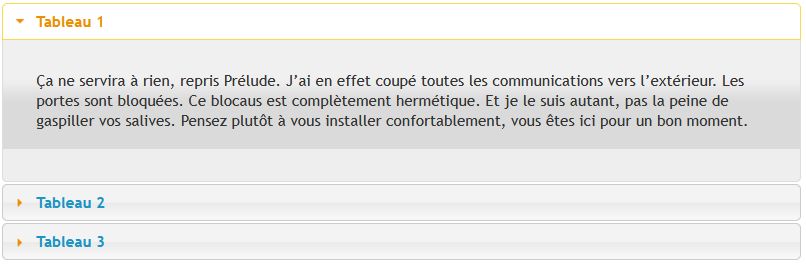 Tableau 1
Ça ne servira à rien, repris Prélude. J’ai en effet coupé toutes les communications vers l’extérieur. Les
portes sont bloquées. Ce blocaus est complètement hermétique. Et je le suis autant, pas la peine de
gaspiller vos salives. Pensez plutôt à vous installer confortablement, vous êtes ici pour un bon moment.
Tableau 2
Tableau 3